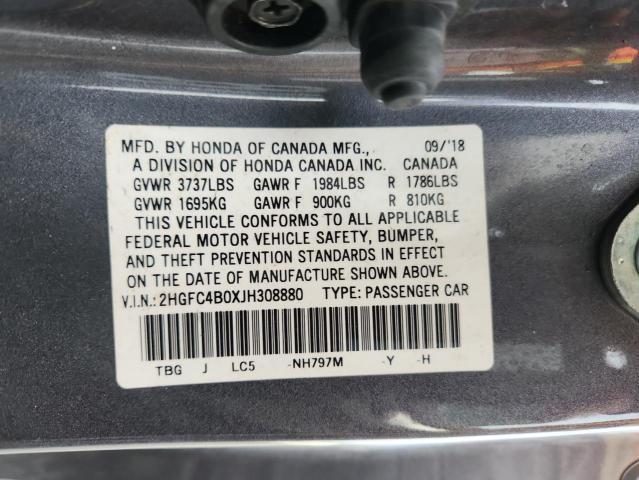 MFD. BY HONDA OF CANADA MFG., 09/'18
A DIVISION OF HONDA CANADA INC. CANADA
GVWR 3737LBS GAWR F 1984LBS R 1786LBS
GVWR 1695KG GAWR F 900KG R 810KG
THIS VEHICLE CONFORMS TO ALL APPLICABLE
FEDERAL MOTOR VEHICLE SAFETY, BUMPER,
AND THEFT PREVENTION STANDARDS IN EFFECT
ON THE DATE OF MANUFACTURE SHOWN ABOVE.
V.I.N.: 2HGFC4B0XJH308880 TYPE: PASSENGER CAR
TBG J LC5 -NH797M -Y -H